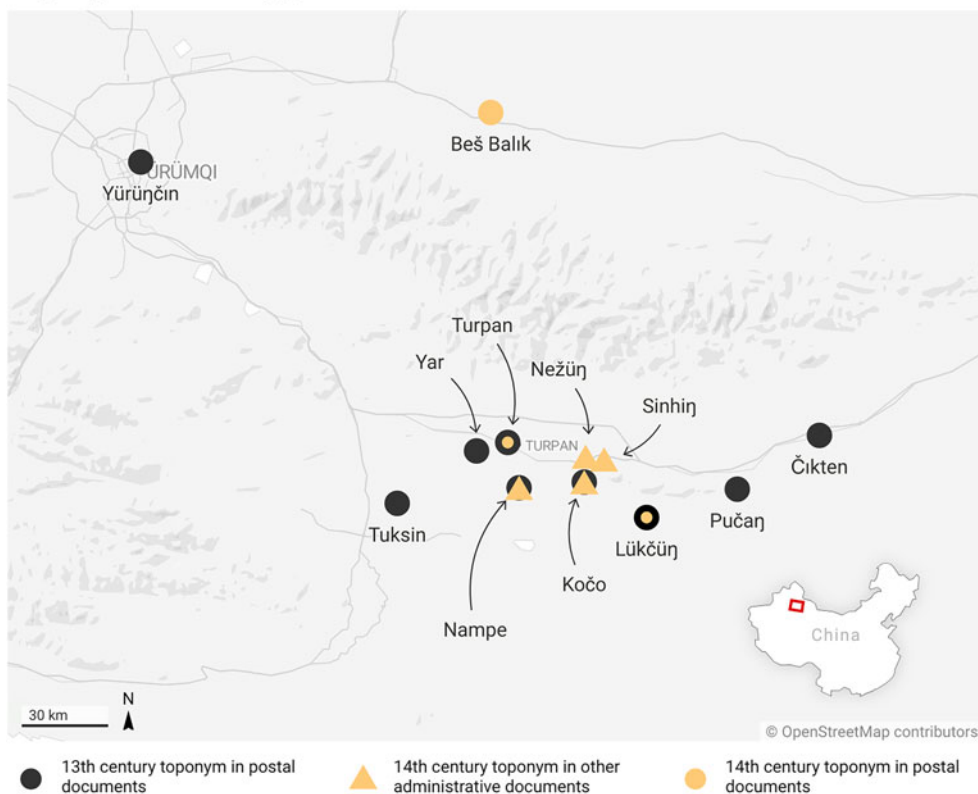 Beš Balık
ÜRÜMQI
Yürüŋčın
Turpan
Yar
Nežüŋ
Sinhiŋ
TURPAN
Čıkten
Tuksin
Pučaŋ
Lükčüŋ
Kočo
Nampe
China
30 km
N
© OpenStreetMap contributors
13th century toponym in postal
documents
14th century toponym in other
administrative documents
14th century toponym in postal
documents